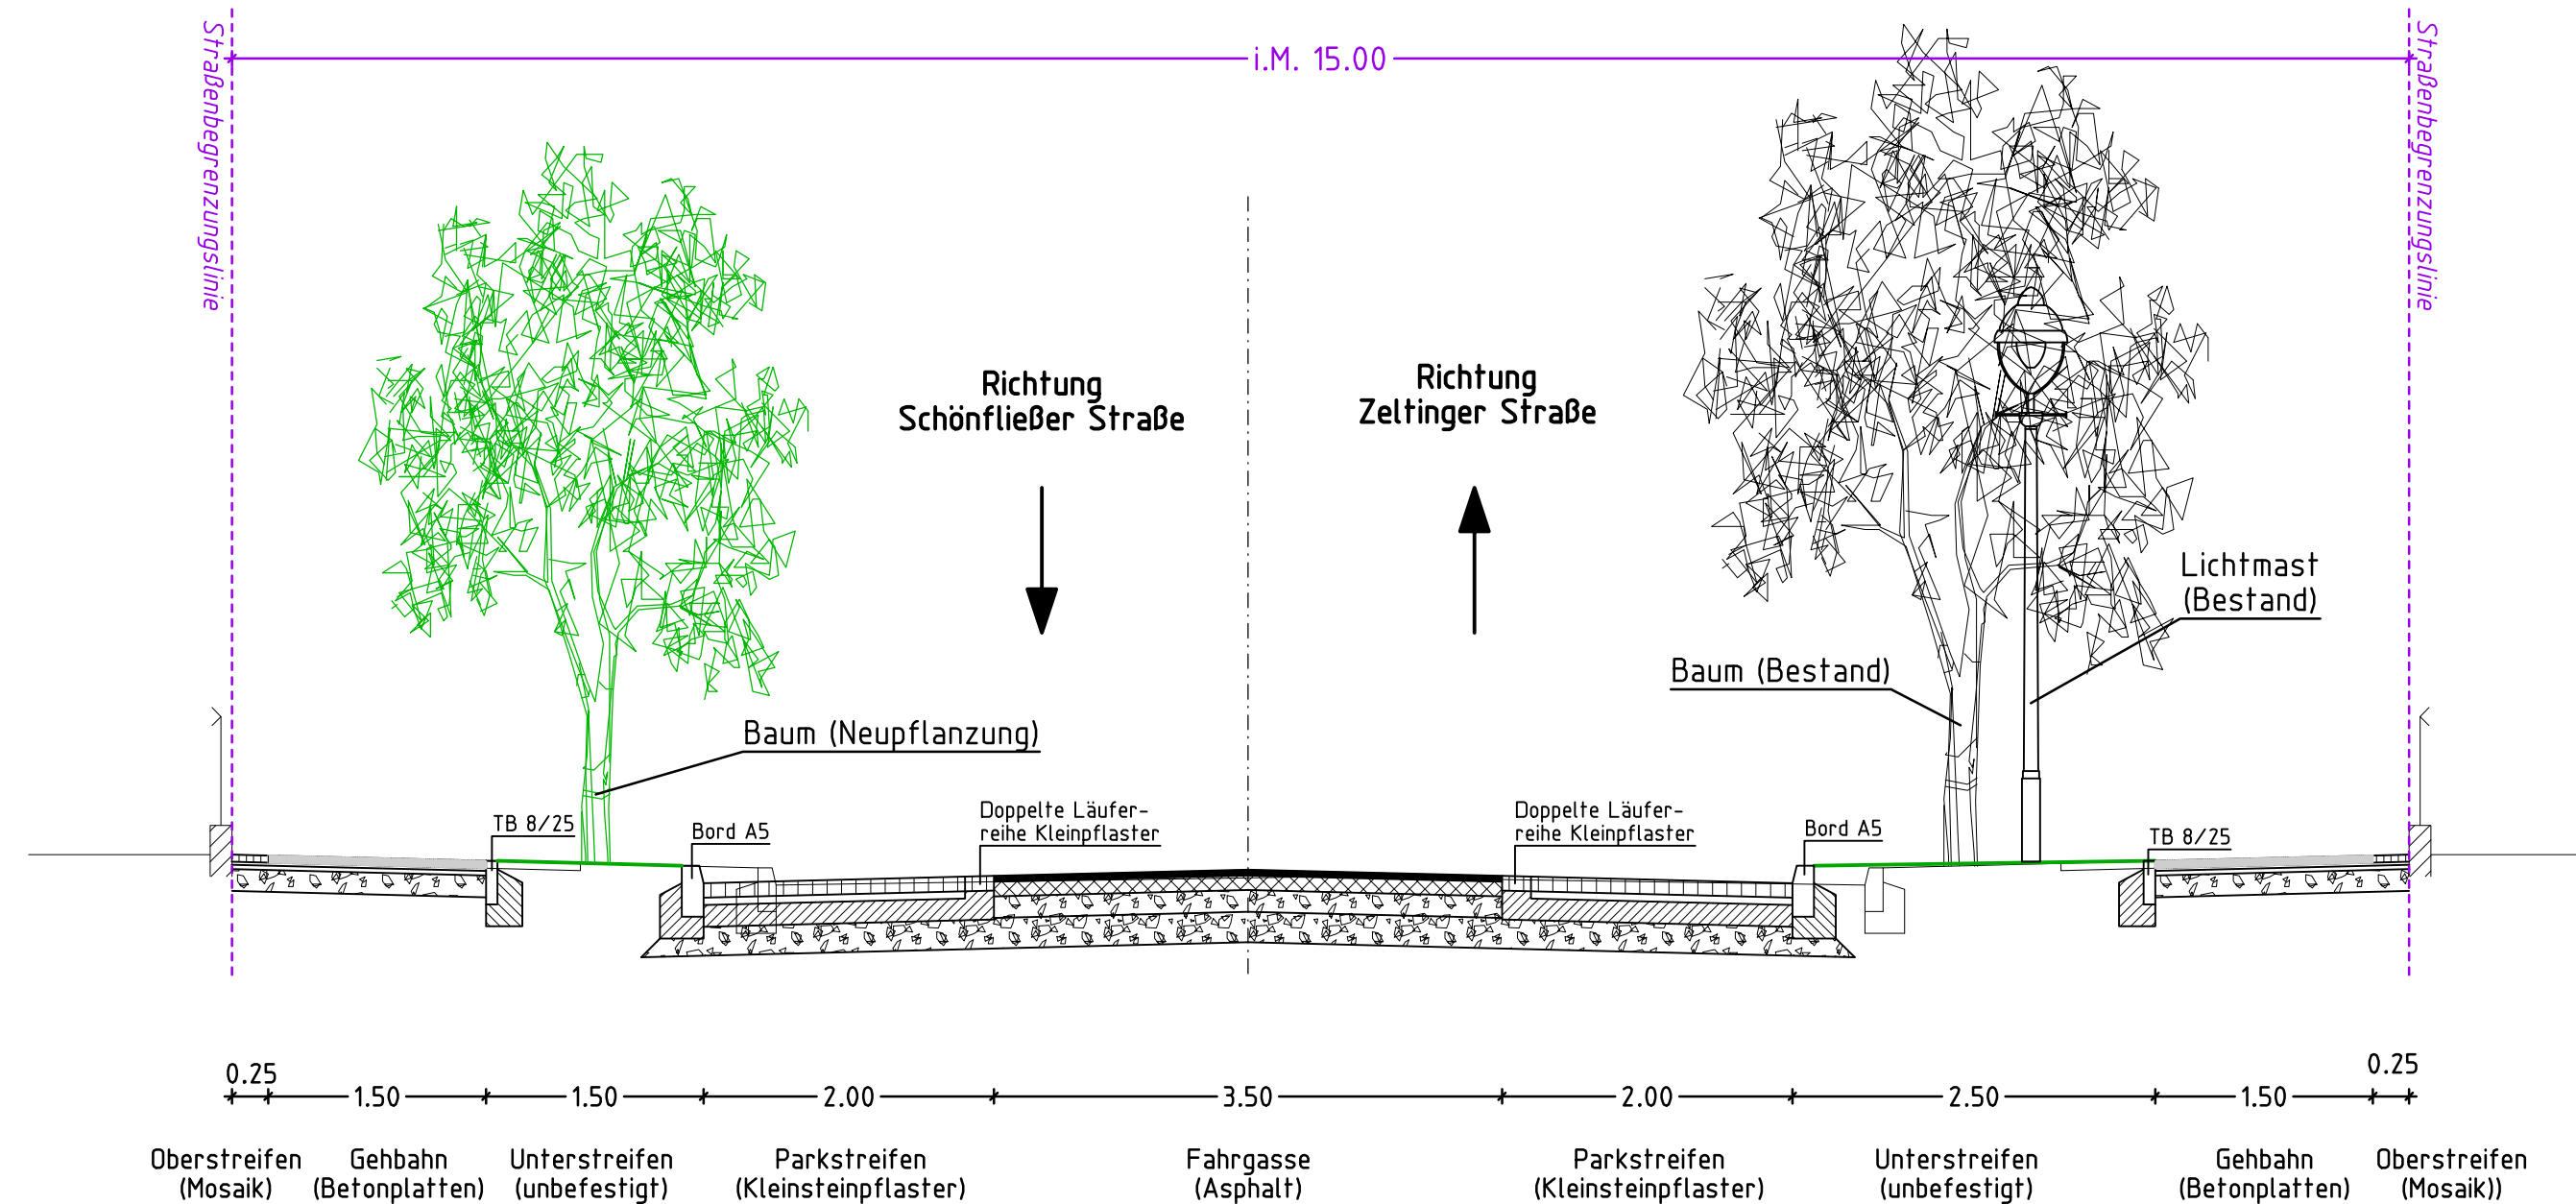 Straßenbegrenzungslinie
i.M. 15.00
Straßenbegrenzungslinie
Richtung
Schönfließer Straße
Richtung
Zeltinger Straße
Lichtmast
(Bestand)
Baum (Bestand)
Baum (Neupflanzung)
TB 8/25
Bord A5
Doppelte Läufer-
reihe Kleinpflaster
Doppelte Läufer-
reihe Kleinpflaster
Bord A5
TB 8/25
0.25
1.50
1.50
2.00
3.50
2.00
2.50
1.50
0.25
Oberstreifen
(Mosaik)
Gehbahn
(Betonplatten)
Unterstreifen
(unbefestigt)
Parkstreifen
(Kleinsteinpflaster)
Fahrgasse
(Asphalt)
Parkstreifen
(Kleinsteinpflaster)
Unterstreifen
(unbefestigt)
Gehbahn
(Betonplatten)
Oberstreifen
(Mosaik))